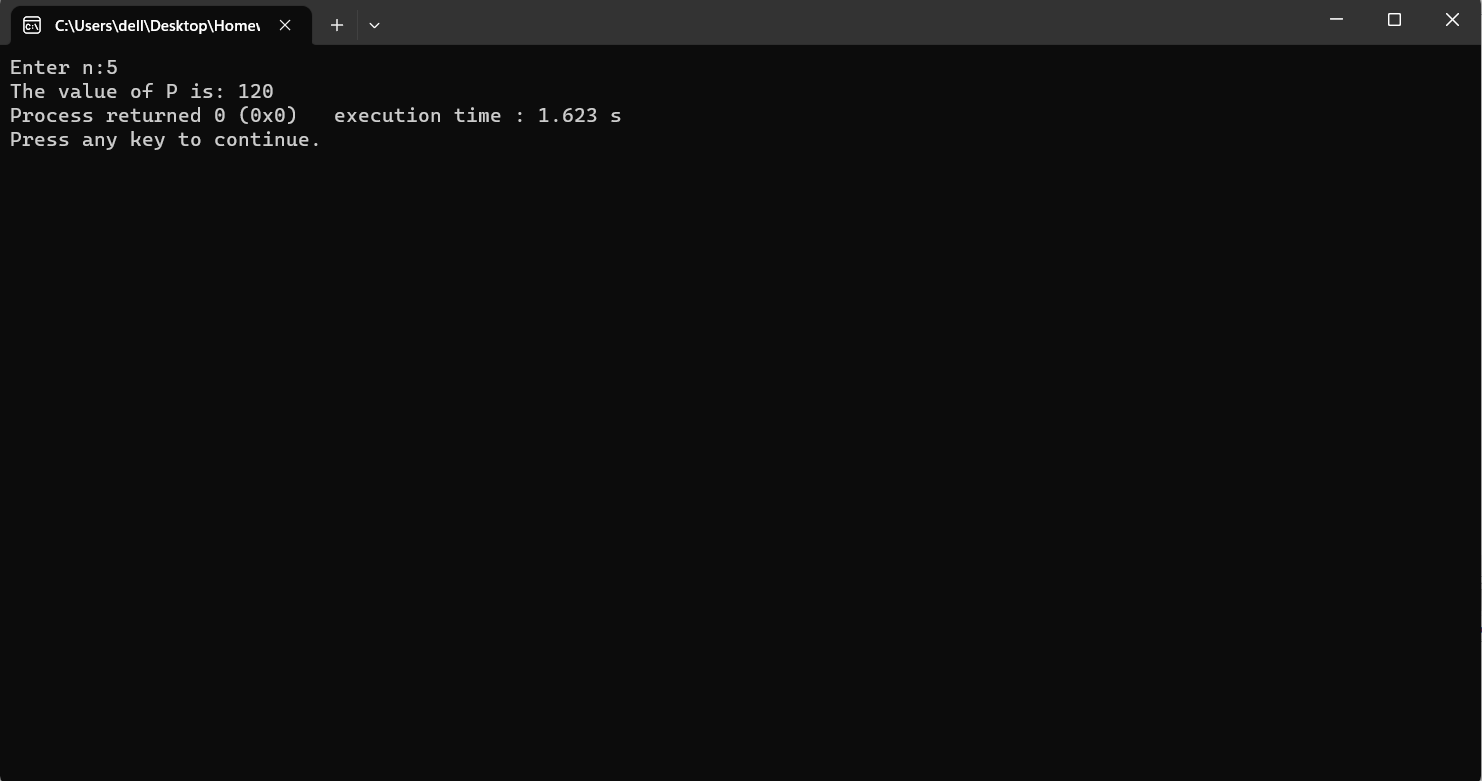 C:\Users\dell\Desktop\Home
Enter n:5
The value of P is: 120
Process returned 0 (0x0)   execution time : 1.623 s
Press any key to continue.